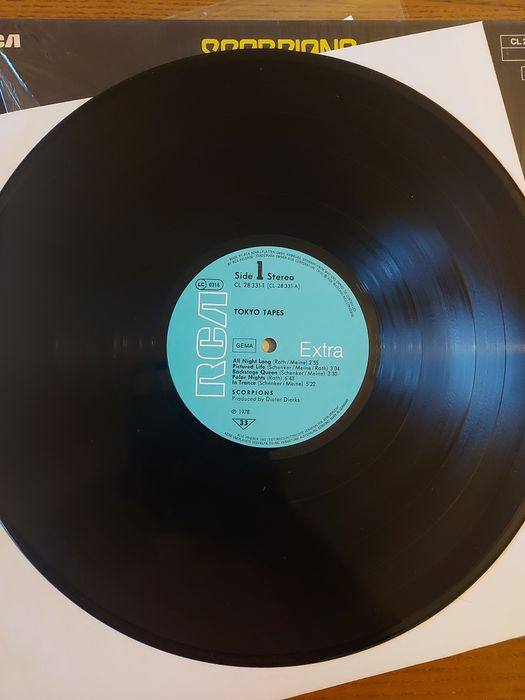 RCA
SCORPIONS
CL 2
Side 1 Stereo
CL 28 331-1 (CL 28 331-A)
LC 0316
TOKYO TAPES
RCA
GEMA
Extra
All Night Long (Roth/Meine) 2'55
Pictured Life (Schenker/Meine/Roth) 3'04
Backstage Queen (Schenker/Meine) 3'30
Polar Nights (Roth) 6'43
In Trance (Schenker/Meine) 5'22
SCORPIONS
Produced by Dieter Dierks
℗ 1978
33